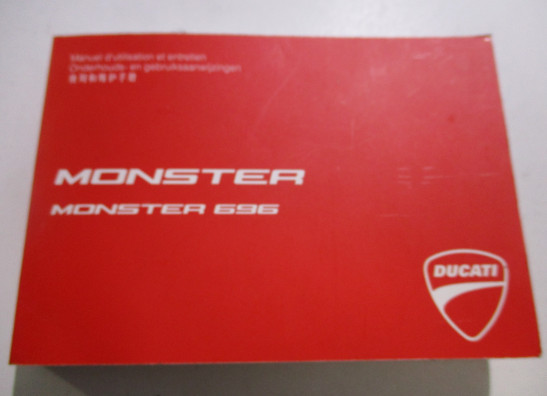 Manuel d'utilisation et entretien
Onderhouds- en gebruiksaanwijzingen
MONSTER
MONSTER 696
DUCATI